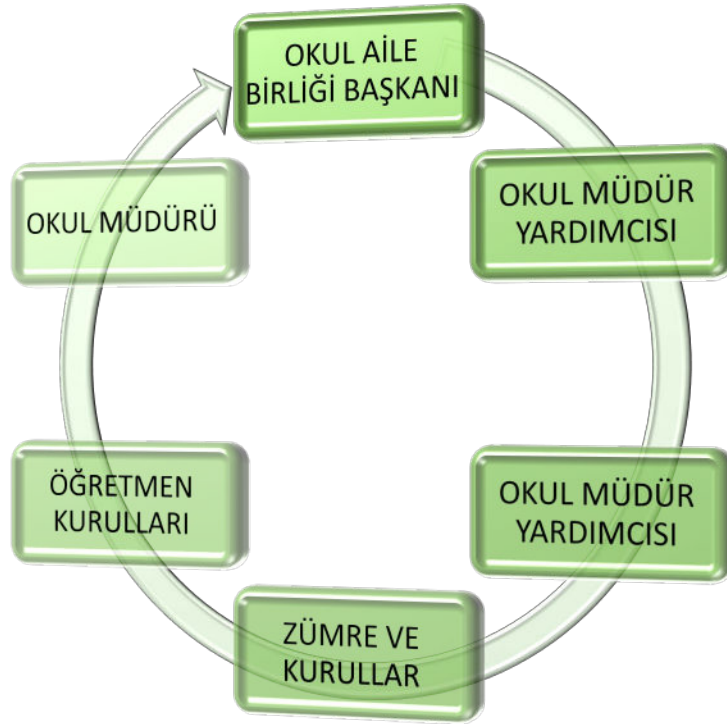 OKUL AİLE
BİRLİĞİ BAŞKANI
OKUL MÜDÜR
YARDIMCISI
OKUL MÜDÜR
YARDIMCISI
ZÜMRE VE
KURULLAR
ÖĞRETMEN
KURULLARI
OKUL MÜDÜRÜ